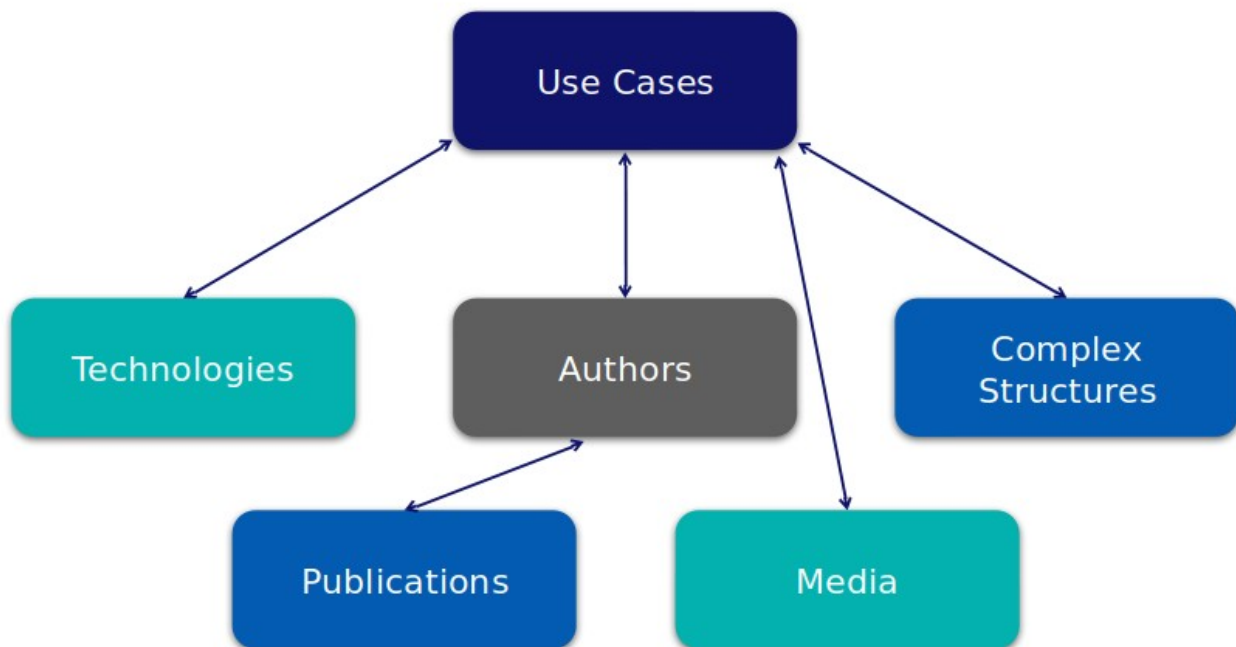 Use Cases
Technologies
Authors
Complex
Structures
Publications
Media